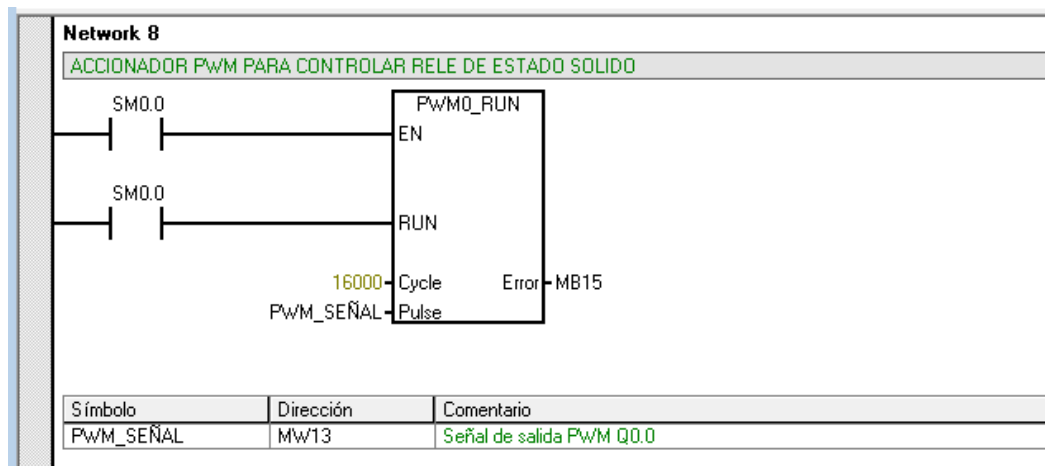 Network 8
ACCIONADOR PWM PARA CONTROLAR RELE DE ESTADO SOLIDO
SM0.0
PWM0_RUN
EN
SM0.0
RUN
16000 Cycle Error MB15
PWM_SEÑAL Pulse
Símbolo Dirección Comentario
PWM_SEÑAL MW13 Señal de salida PWM Q0.0